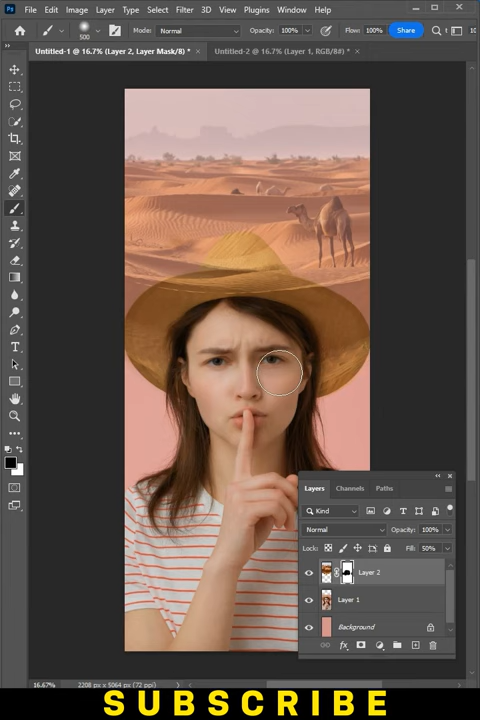 Ps File Edit Image Layer Type Select Filter 3D View Plugins Window Help
500 Mode: Normal Opacity: 100% Flow: 100% Share
Untitled-1 @ 16.7% (Layer 2, Layer Mask/8) * × Untitled-2 @ 16.7% (Layer 1, RGB/8#) * ×
Layers Channels Paths
Kind
Normal Opacity: 100%
Lock: Fill: 50%
Layer 2
Layer 1
Background
fx
16.67% 2208 px x 5064 px (72 ppi)
SUBSCRIBE